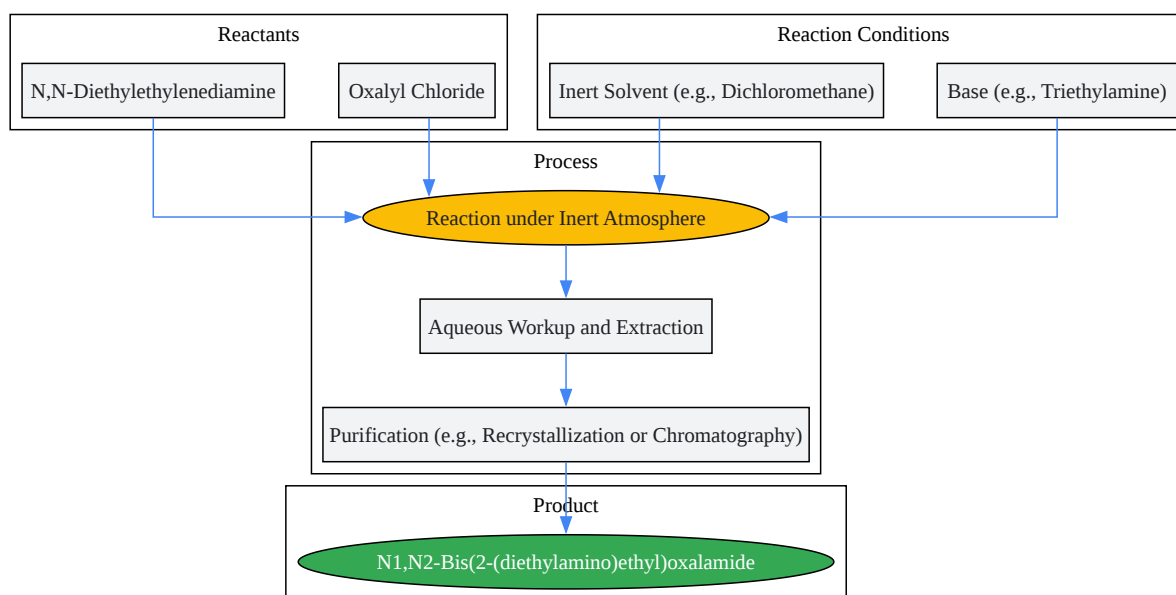 Reactants
Reaction Conditions
N,N-Diethylethylenediamine
Oxalyl Chloride
Inert Solvent (e.g., Dichloromethane)
Base (e.g., Triethylamine)
Process
Reaction under Inert Atmosphere
Aqueous Workup and Extraction
Purification (e.g., Recrystallization or Chromatography)
Product
N1,N2-Bis(2-(diethylamino)ethyl)oxalamide